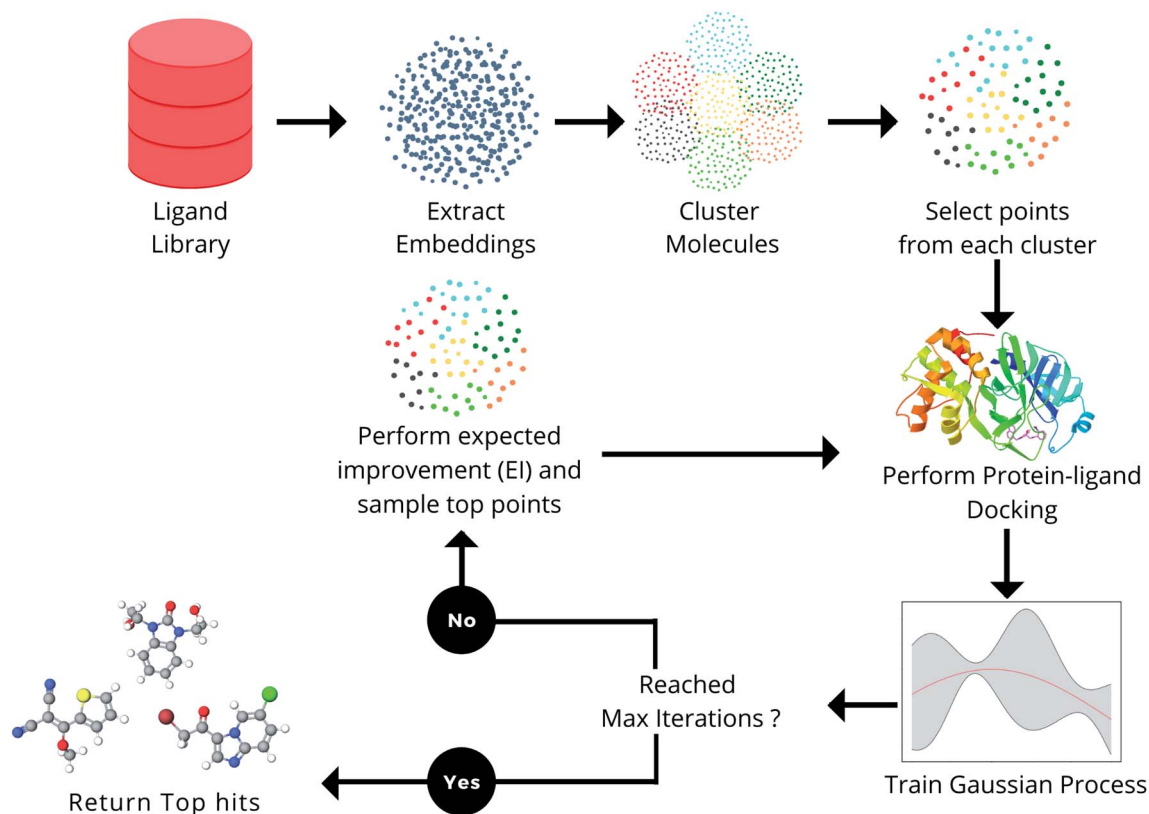 Ligand
Library
Extract
Embeddings
Cluster
Molecules
Select points
from each cluster
Perform expected
improvement (EI) and
sample top points
Perform Protein-ligand
Docking
No
Reached
Max Iterations ?
Yes
Train Gaussian Process
Return Top hits